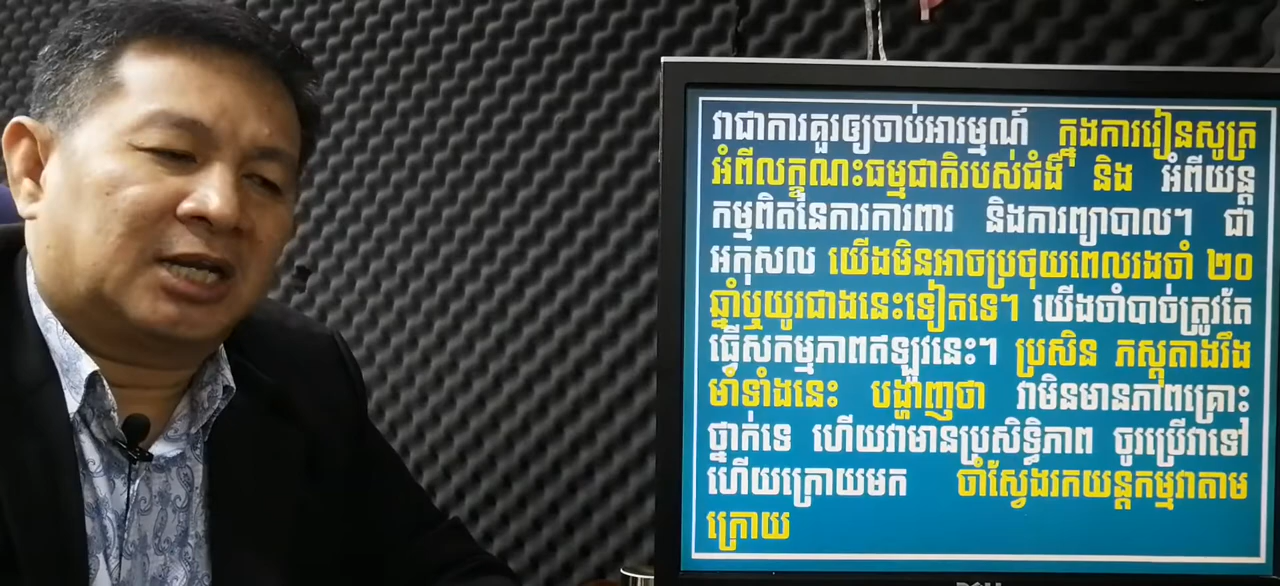 វាជាការគួរឲ្យចាប់អារម្មណ៍ ក្នុងការរៀនសូត្រ
អំពីលក្ខណះធម្មជាតិរបស់ជំងឺ និង អំពីយន្ត
កម្មពិតនៃការការពារ និងការព្យាបាល។ ជា
អកុសល យើងមិនអាចប្រថុយពេលរងចាំ ២០
ឆ្នាំឬយូរជាងនេះទៀតទេ។ យើងចាំបាច់ត្រូវតែ
ធ្វើសកម្មភាពឥឡូវនេះ។ ប្រសិន ភស្តុតាងរឹង
មាំទាំងនេះ បង្ហាញថា វាមិនមានភាពគ្រោះ
ថ្នាក់ទេ ហើយវាមានប្រសិទ្ធិភាព ចូរប្រើវាទៅ
ហើយក្រោយមក ចាំស្វែងរកយន្តកម្មវាតាម
ក្រោយ